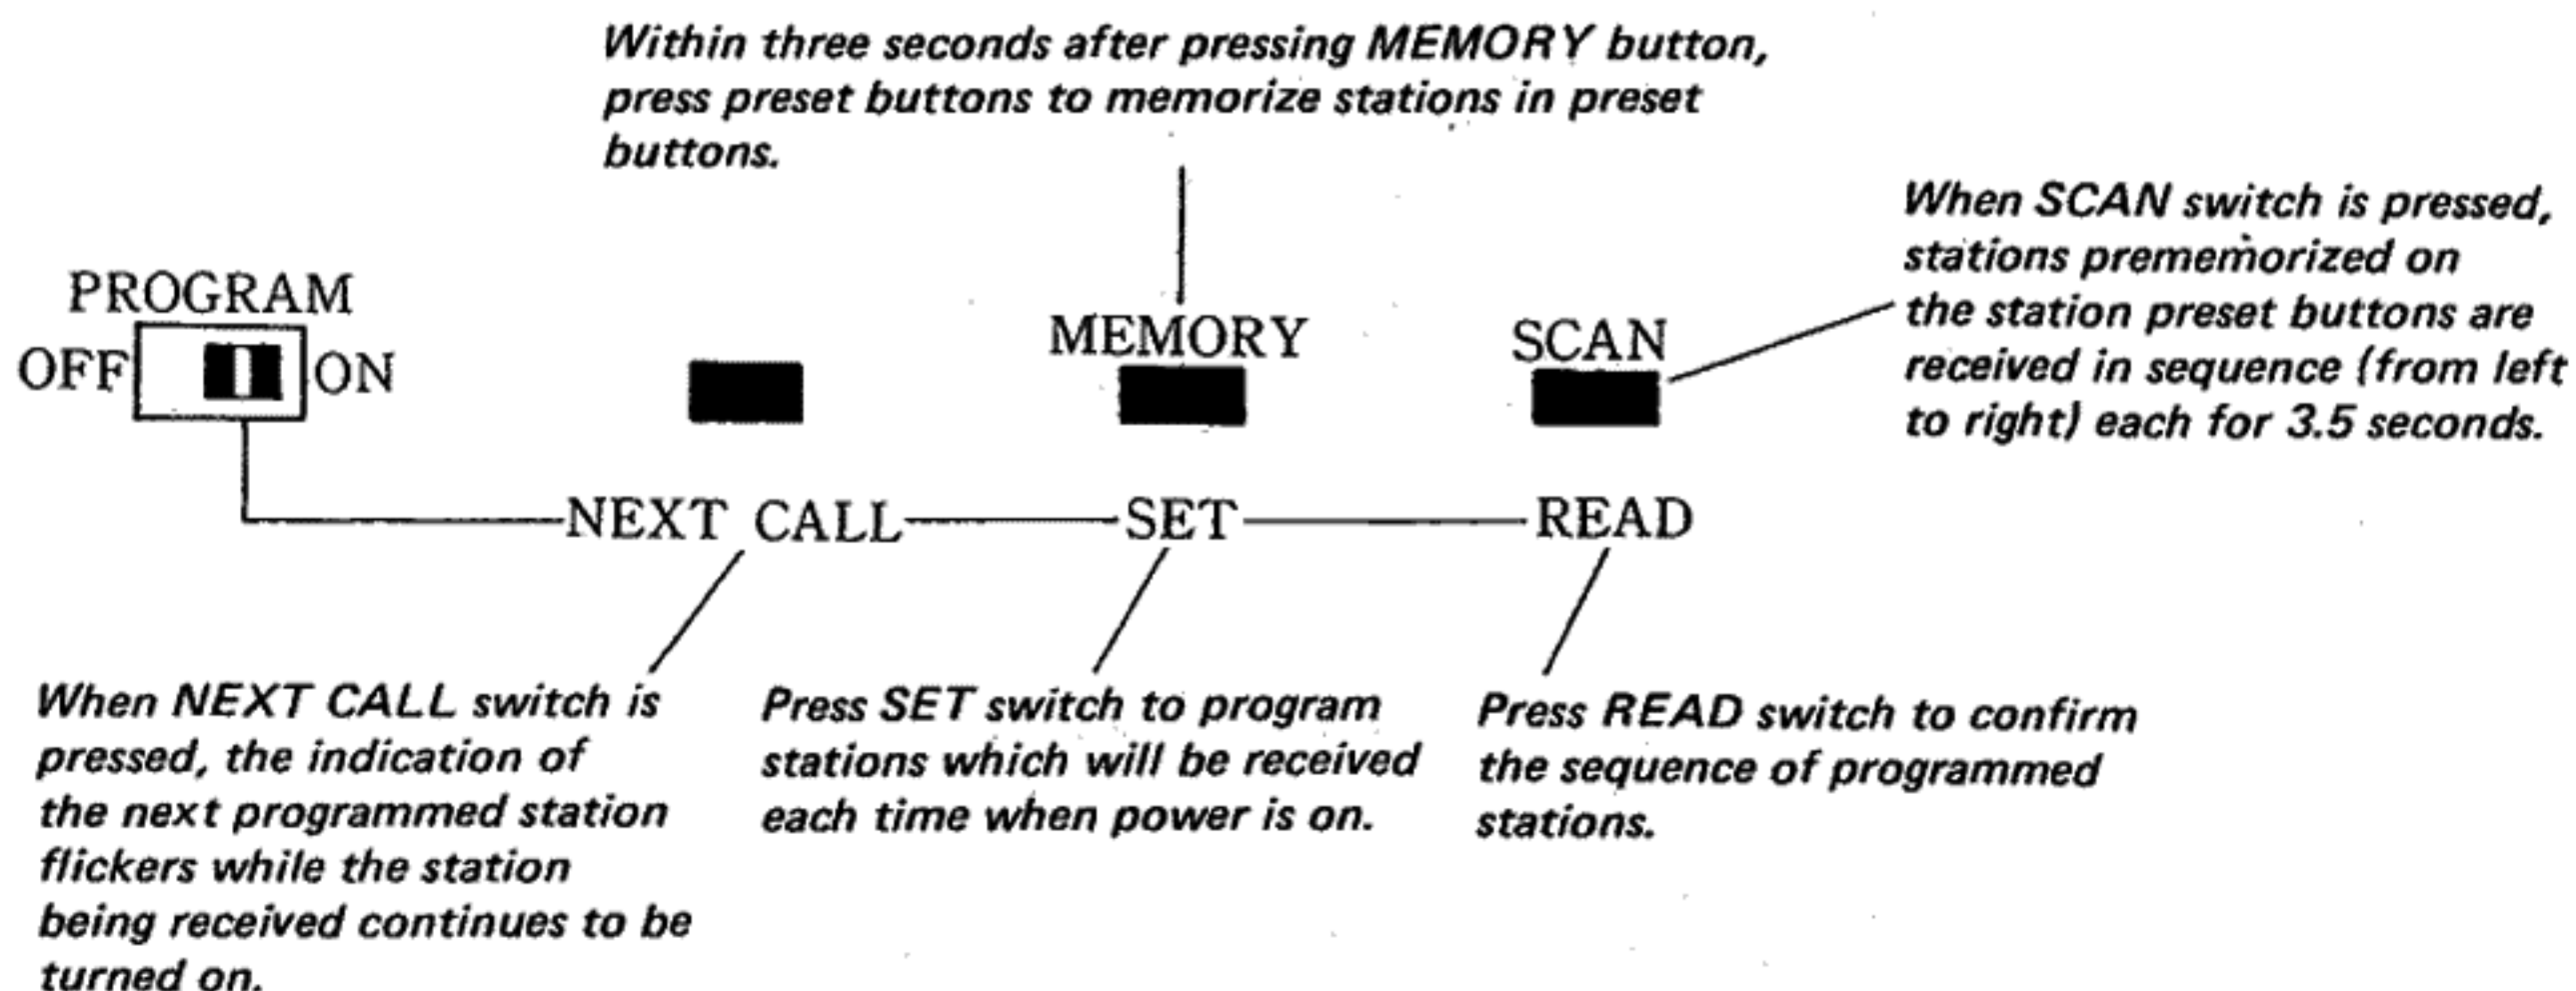 Within three seconds after pressing MEMORY button,
press preset buttons to memorize stations in preset
buttons.
When SCAN switch is pressed,
stations prememorized on
the station preset buttons are
received in sequence (from left
to right) each for 3.5 seconds.
PROGRAM
OFF ON
MEMORY
SCAN
NEXT CALL SET READ
When NEXT CALL switch is
pressed, the indication of
the next programmed station
flickers while the station
being received continues to be
turned on.
Press SET switch to program
stations which will be received
each time when power is on.
Press READ switch to confirm
the sequence of programmed
stations.